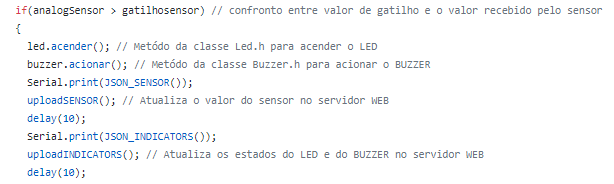 if(analogSensor > gatilhosensor) // confronto entre valor de gatilho e o valor recebido pelo sensor
{
led.acender(); // Metódo da classe Led.h para acender o LED
buzzer.acionar(); // Metódo da classe Buzzer.h para acionar o BUZZER
Serial.print(JSON_SENSOR());
uploadSENSOR(); // Atualiza o valor do sensor no servidor WEB
delay(10);
Serial.print(JSON_INDICATORS());
uploadINDICATORS(); // Atualiza os estados do LED e do BUZZER no servidor WEB
delay(10);